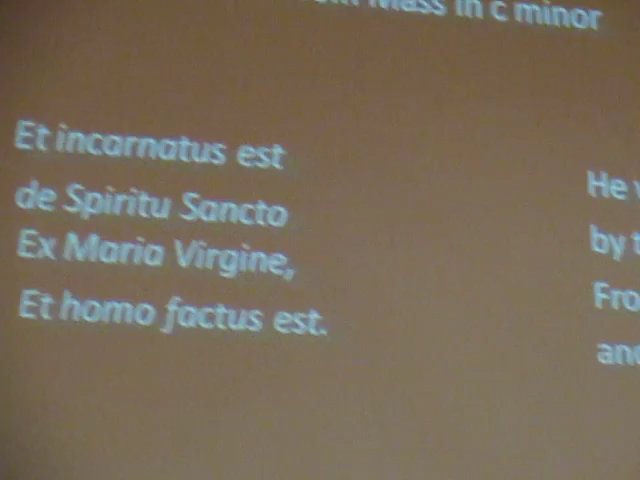 Mass in c minor
Et incarnatus est
de Spiritu Sancto
Ex Maria Virgine,
Et homo factus est.
He
by
Fro
and